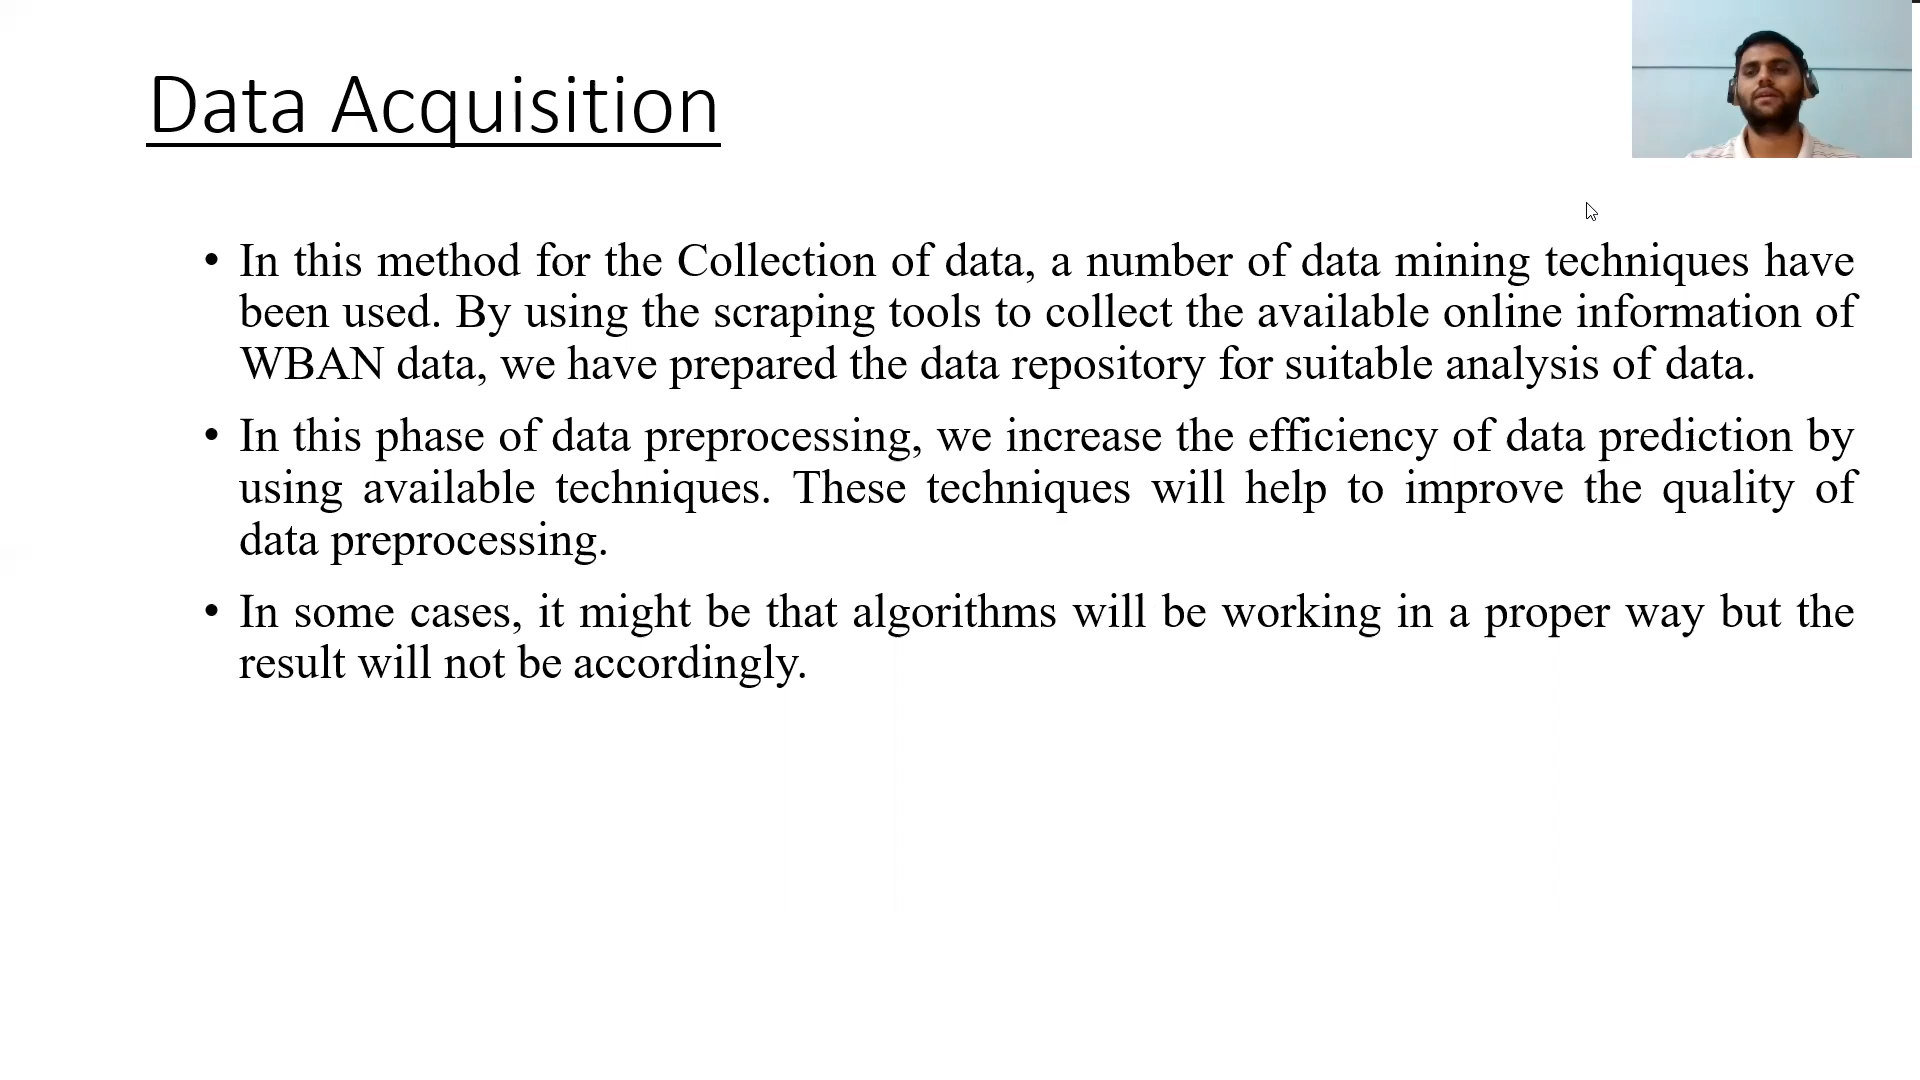 Data Acquisition
• In this method for the Collection of data, a number of data mining techniques have
been used. By using the scraping tools to collect the available online information of
WBAN data, we have prepared the data repository for suitable analysis of data.
• In this phase of data preprocessing, we increase the efficiency of data prediction by
using available techniques. These techniques will help to improve the quality of
data preprocessing.
• In some cases, it might be that algorithms will be working in a proper way but the
result will not be accordingly.